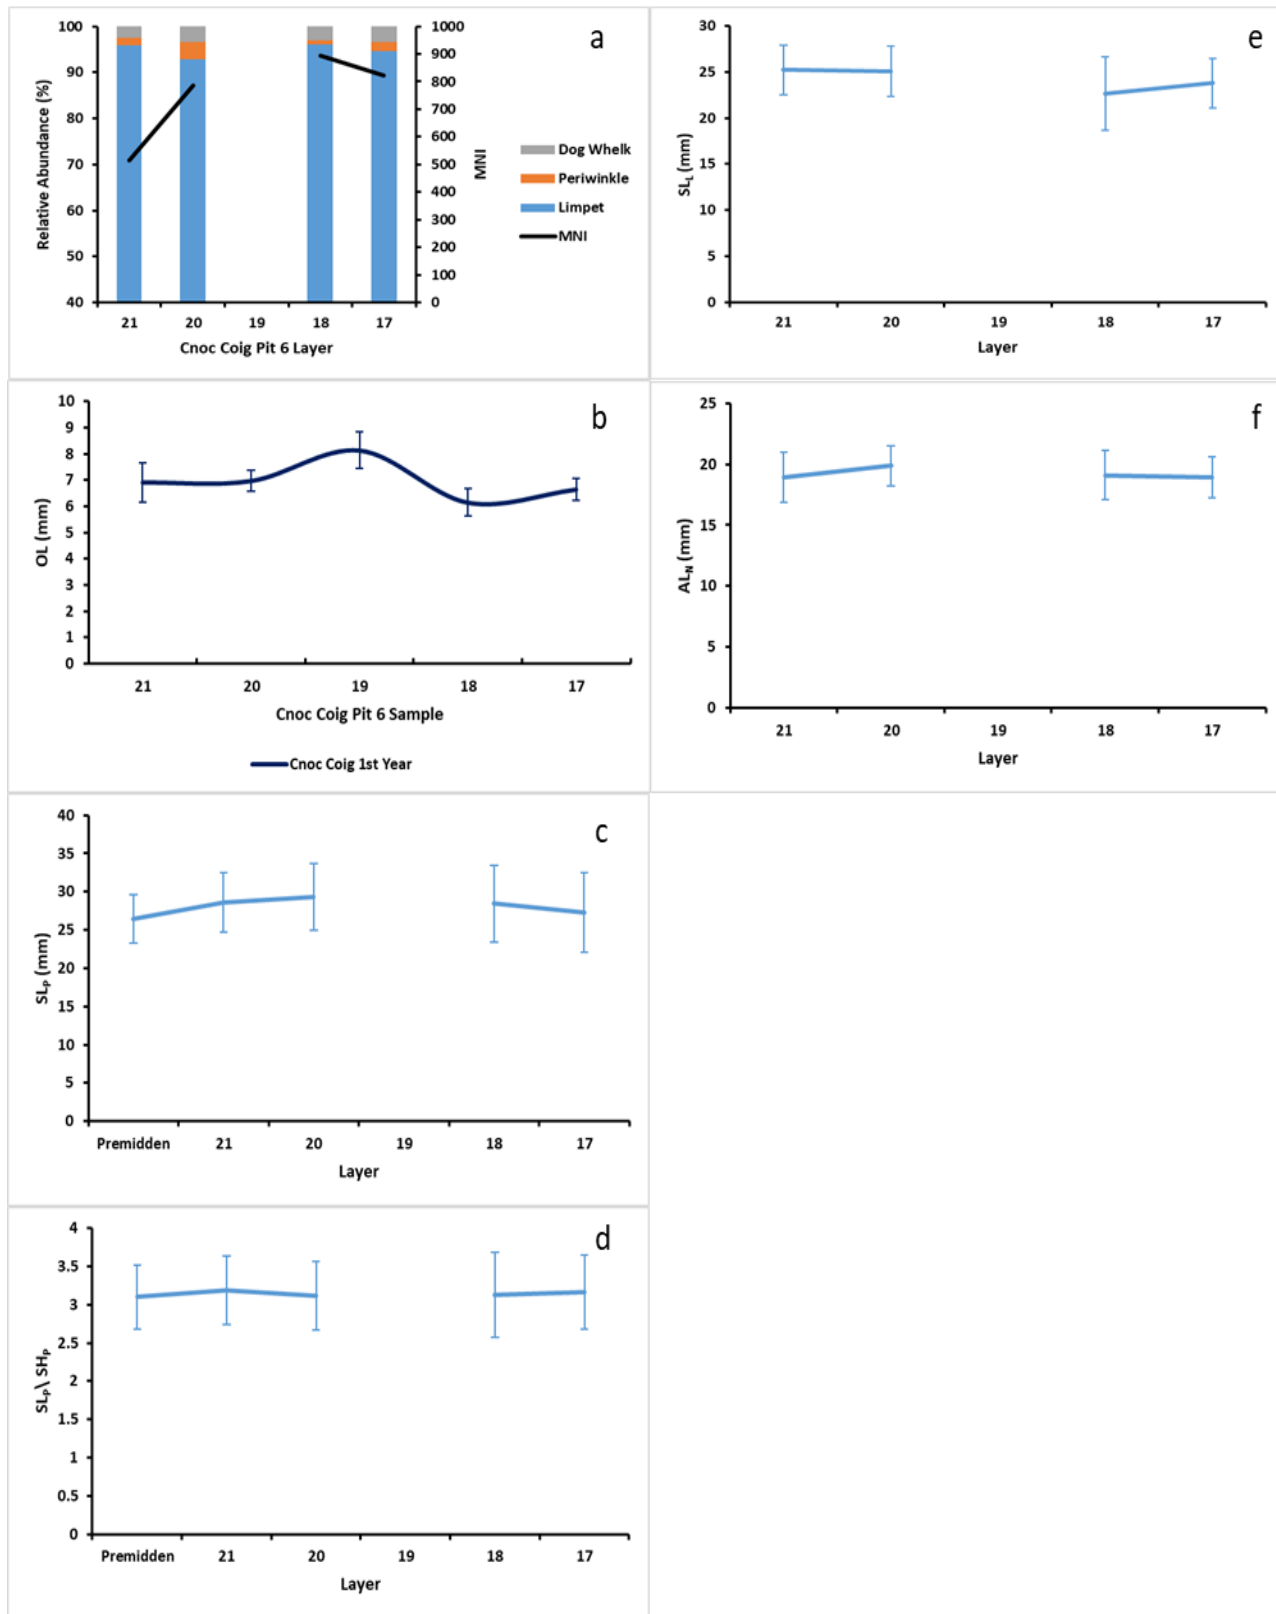 a
100
90
80
70
60
50
40
Relative Abundance (%)
1000
900
800
700
600
500
400
300
200
100
0
MNI
21 20 19 18 17
Cnoc Coig Pit 6 Layer
Dog Whelk
Periwinkle
Limpet
MNI
b
10
9
8
7
6
5
4
3
2
1
0
OL (mm)
21 20 19 18 17
Cnoc Coig Pit 6 Sample
Cnoc Coig 1st Year
c
40
35
30
25
20
15
10
5
0
SLP (mm)
Premidden 21 20 19 18 17
Layer
d
4
3.5
3
2.5
2
1.5
1
0.5
0
SLP\ SHP
Premidden 21 20 19 18 17
Layer
e
30
25
20
15
10
5
0
SLL (mm)
21 20 19 18 17
Layer
f
25
20
15
10
5
0
ALN (mm)
21 20 19 18 17
Layer